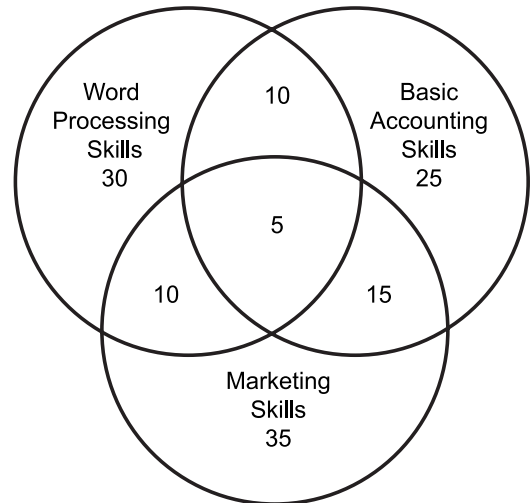 Word
Processing
Skills
30
10
Basic
Accounting
Skills
25
5
10
15
Marketing
Skills
35